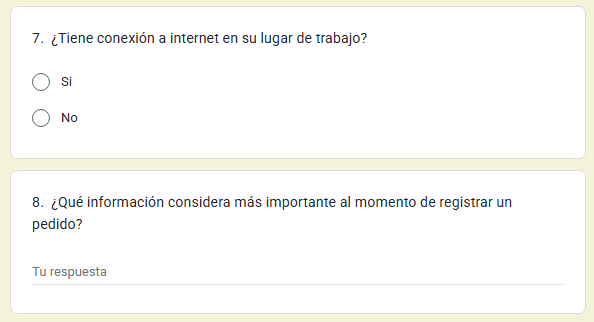 7. ¿Tiene conexión a internet en su lugar de trabajo?
Si
No
8. ¿Qué información considera más importante al momento de registrar un
pedido?
Tu respuesta